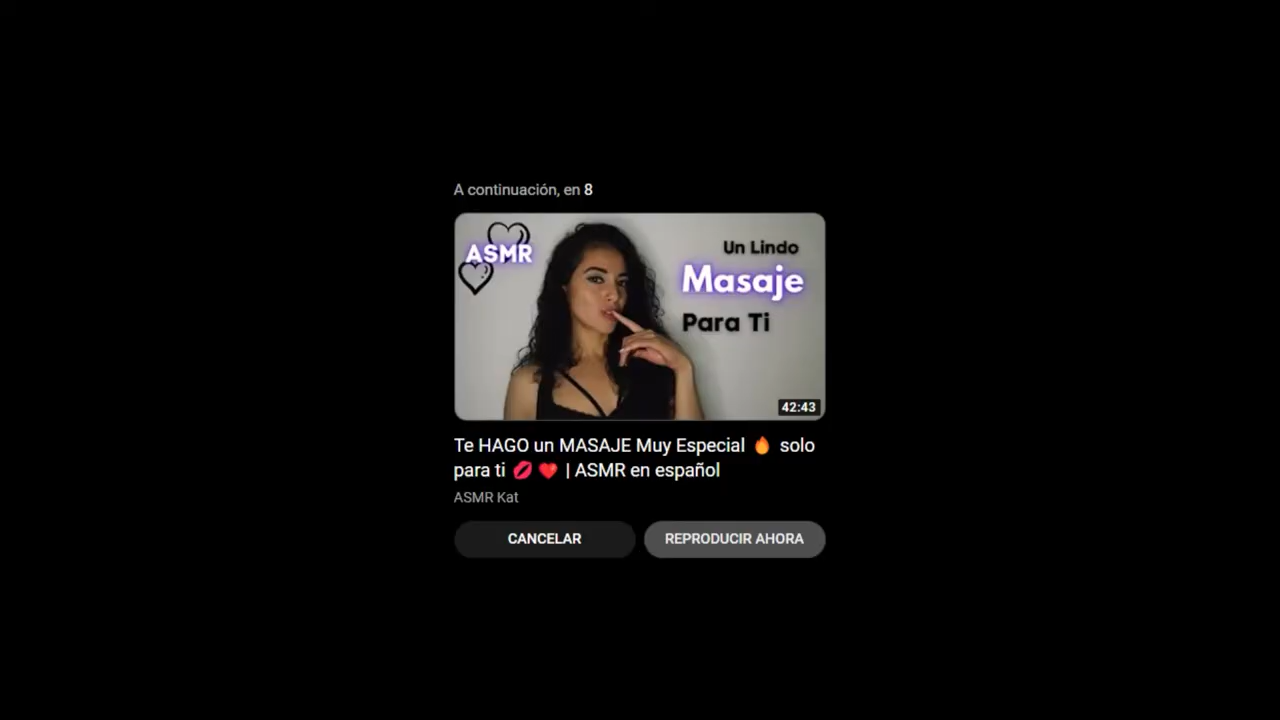 A continuación, en 8
ASMR
Un Lindo
Masaje
Para Ti
42:43
Te HAGO un MASAJE Muy Especial 🔥 solo
para ti 💋❤️ | ASMR en español
ASMR Kat
CANCELAR
REPRODUCIR AHORA